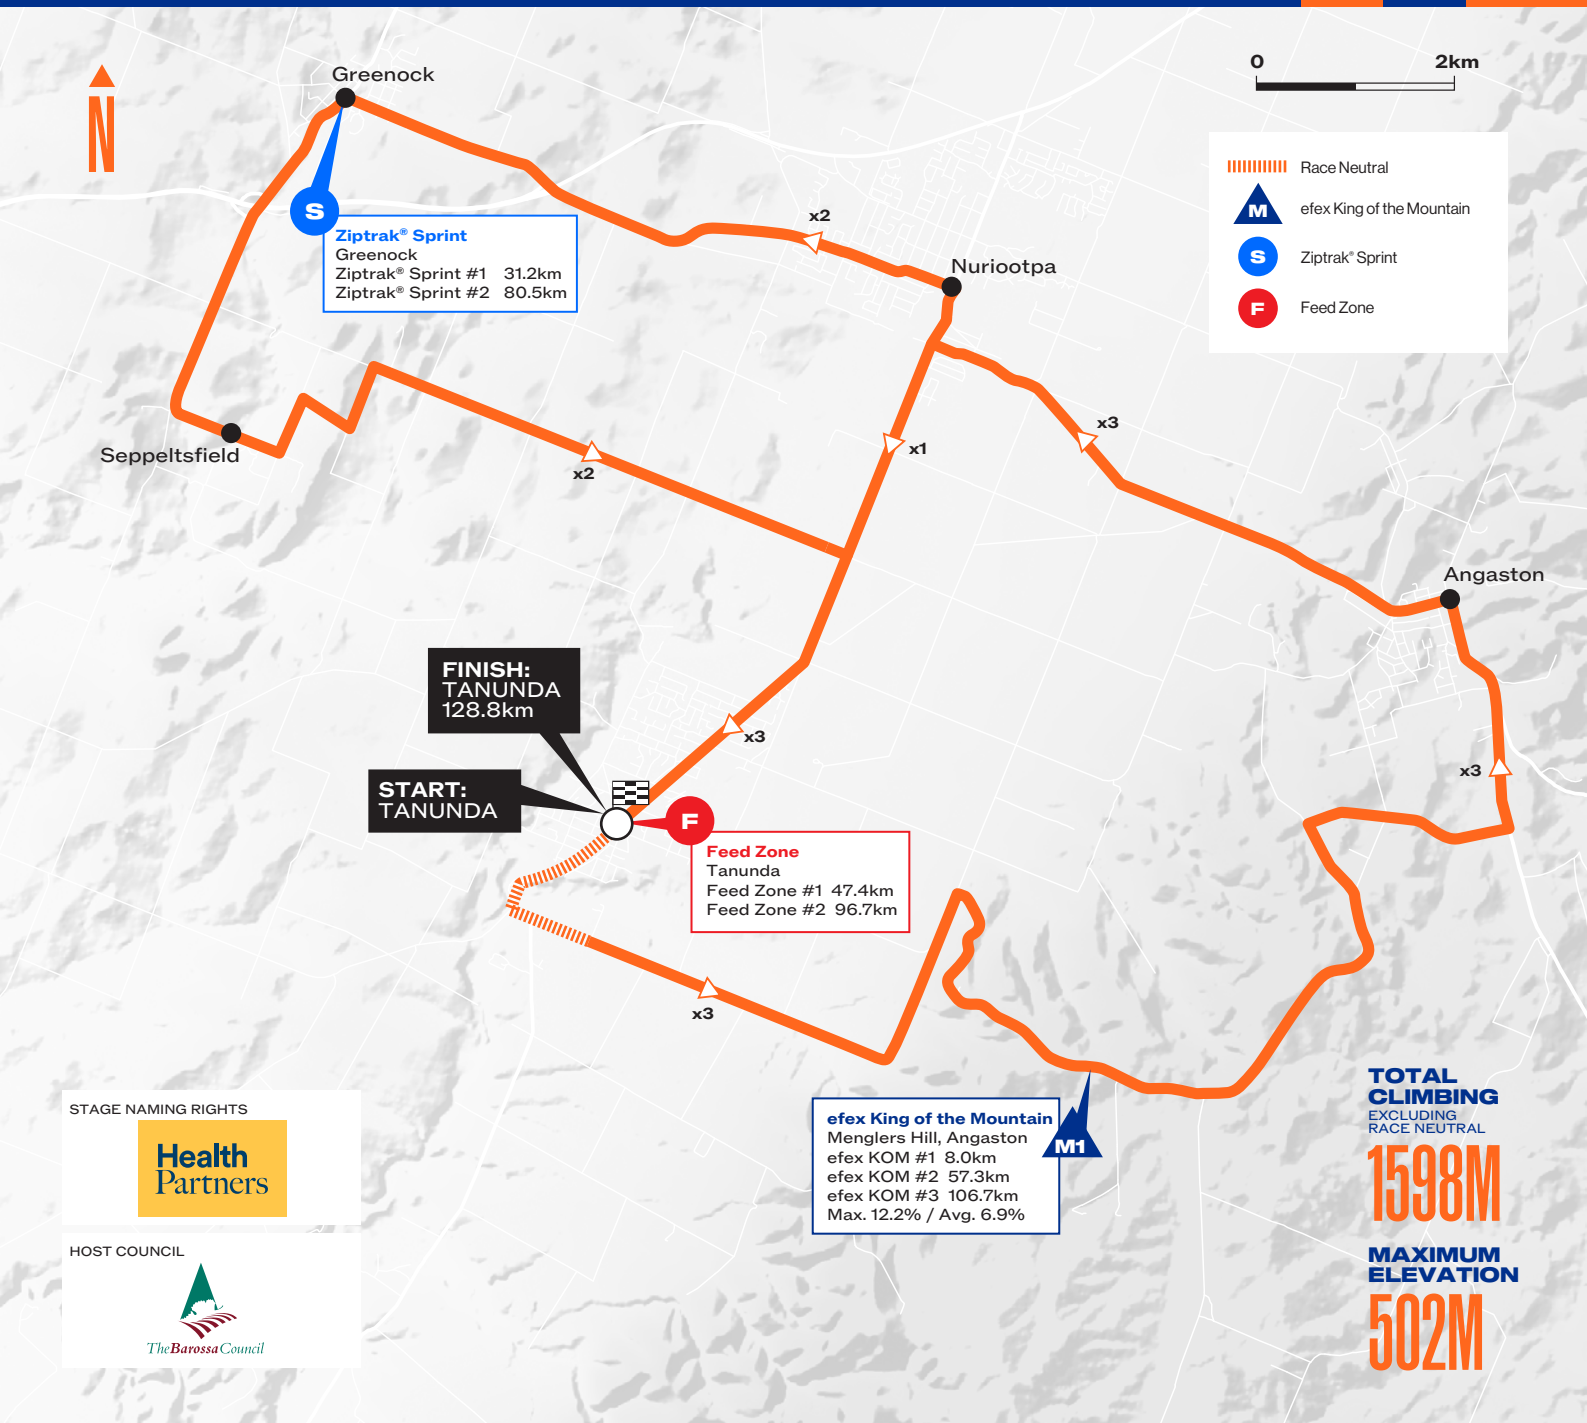 N
Greenock
0 2km
Race Neutral
M efex King of the Mountain
S Ziptrak® Sprint
F Feed Zone
S
Ziptrak® Sprint
Greenock
Ziptrak® Sprint #1 31.2km
Ziptrak® Sprint #2 80.5km
x2
Nuriootpa
Seppeltsfield
x2
x1
x3
Angaston
FINISH:
TANUNDA
128.8km
START:
TANUNDA
x3
x3
F
Feed Zone
Tanunda
Feed Zone #1 47.4km
Feed Zone #2 96.7km
x3
efex King of the Mountain
Menglers Hill, Angaston
efex KOM #1 8.0km
efex KOM #2 57.3km
efex KOM #3 106.7km
Max. 12.2% / Avg. 6.9%
M1
STAGE NAMING RIGHTS
Health
Partners
HOST COUNCIL
The Barossa Council
TOTAL
CLIMBING
EXCLUDING
RACE NEUTRAL
1598M
MAXIMUM
ELEVATION
502M